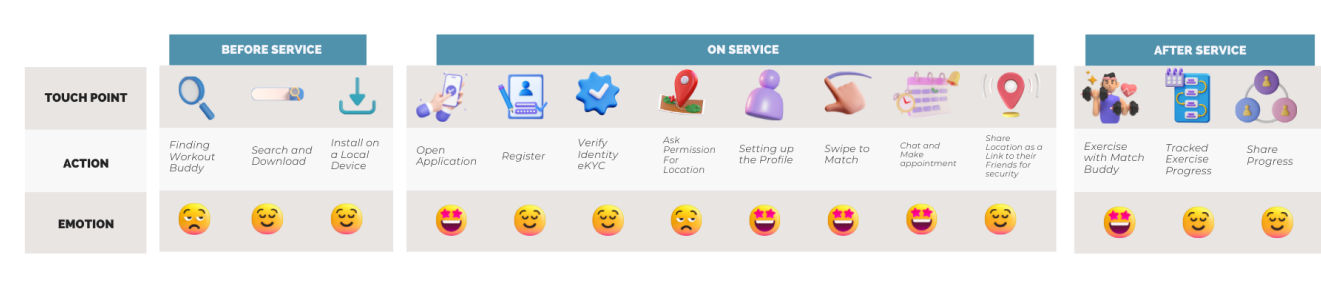 BEFORE SERVICE
ON SERVICE
AFTER SERVICE
TOUCH POINT
ACTION
Finding
Workout
Buddy
Search and
Download
Install on
a Local
Device
Open
Application
Register
Verify
Identity
eKYC
Ask
Permission
For
Location
Setting up
the Profile
Swipe to
Match
Chat and
Make
appointment
Share
Location as a
Link to their
Friends for
security
Exercise
with Match
Buddy
Tracked
Exercise
Progress
Share
Progress
EMOTION